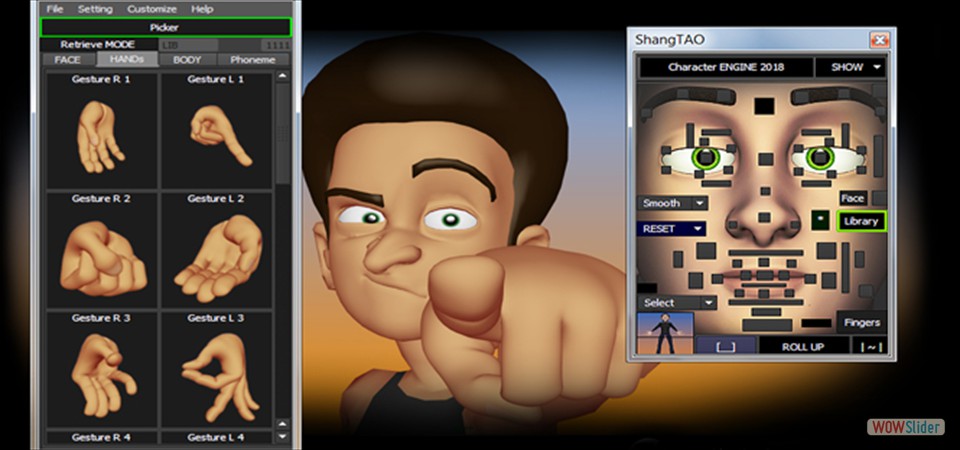 File Setting Customize Help
Picker
Retrieve MODE LIB 1111
FACE HANDs BODY Phoneme
Gesture R 1 Gesture L 1
Gesture R 2 Gesture L 2
Gesture R 3 Gesture L 3
Gesture R 4 Gesture L 4
ShangTAO
Character ENGINE 2018 SHOW
Smooth
Face
RESET
*
Library
Select
Fingers
[__] ROLL UP |~|
WOWSlider